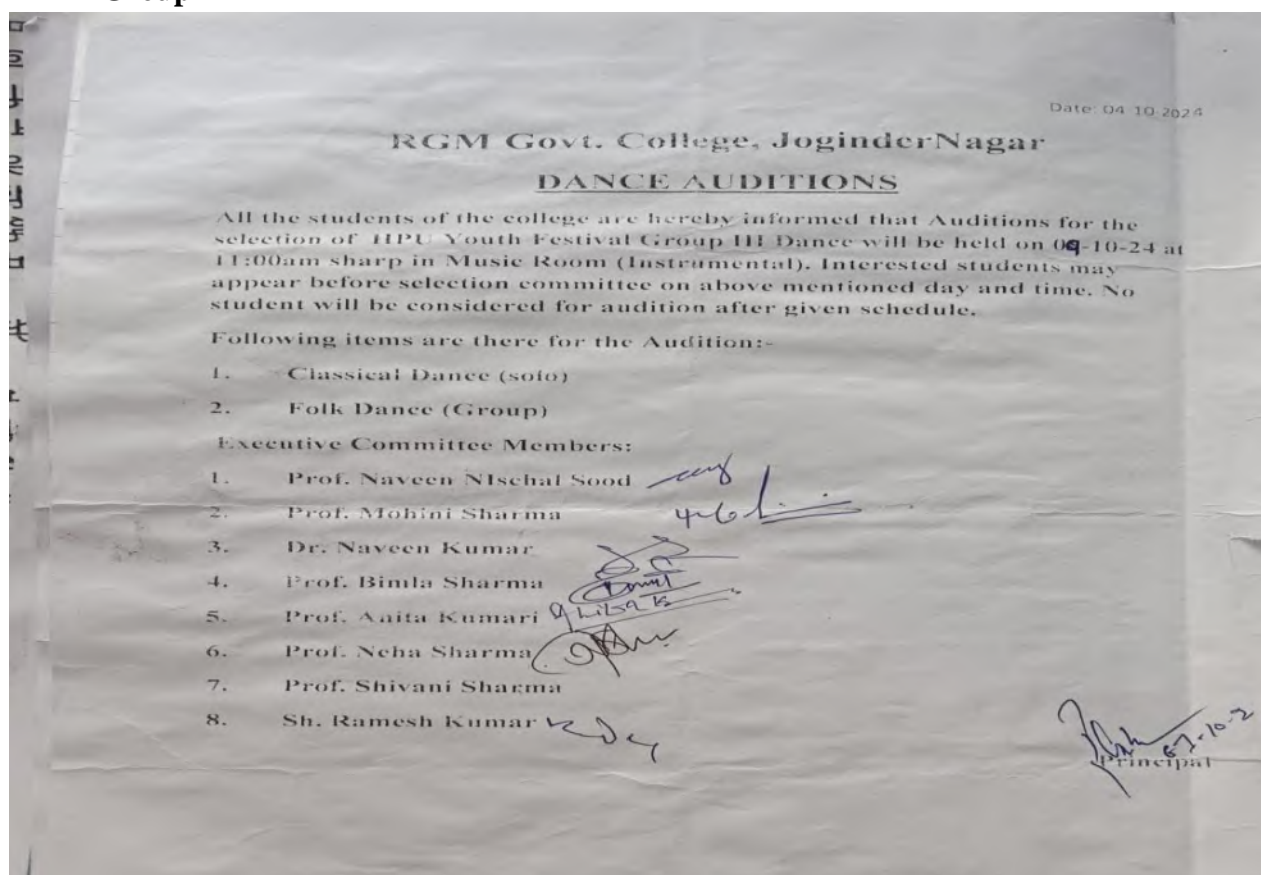 Group
Date: 04-10-2024
RGM Govt. College, JoginderNagar
DANCE AUDITIONS
All the students of the college are hereby informed that Auditions for the
selection of HPU Youth Festival Group III Dance will be held on 09-10-24 at
11:00am sharp in Music Room (Instrumental). Interested students may
appear before selection committee on above mentioned day and time. No
student will be considered for audition after given schedule.
Following items are there for the Audition:-
1. Classical Dance (solo)
2. Folk Dance (Group)
Executive Committee Members:
1. Prof. Naveen NIschal Sood
2. Prof. Mohini Sharma
3. Dr. Naveen Kumar
4. Prof. Bimla Sharma
5. Prof. Anita Kumari
6. Prof. Neha Sharma
7. Prof. Shivani Sharma
8. Sh. Ramesh Kumar
Principal